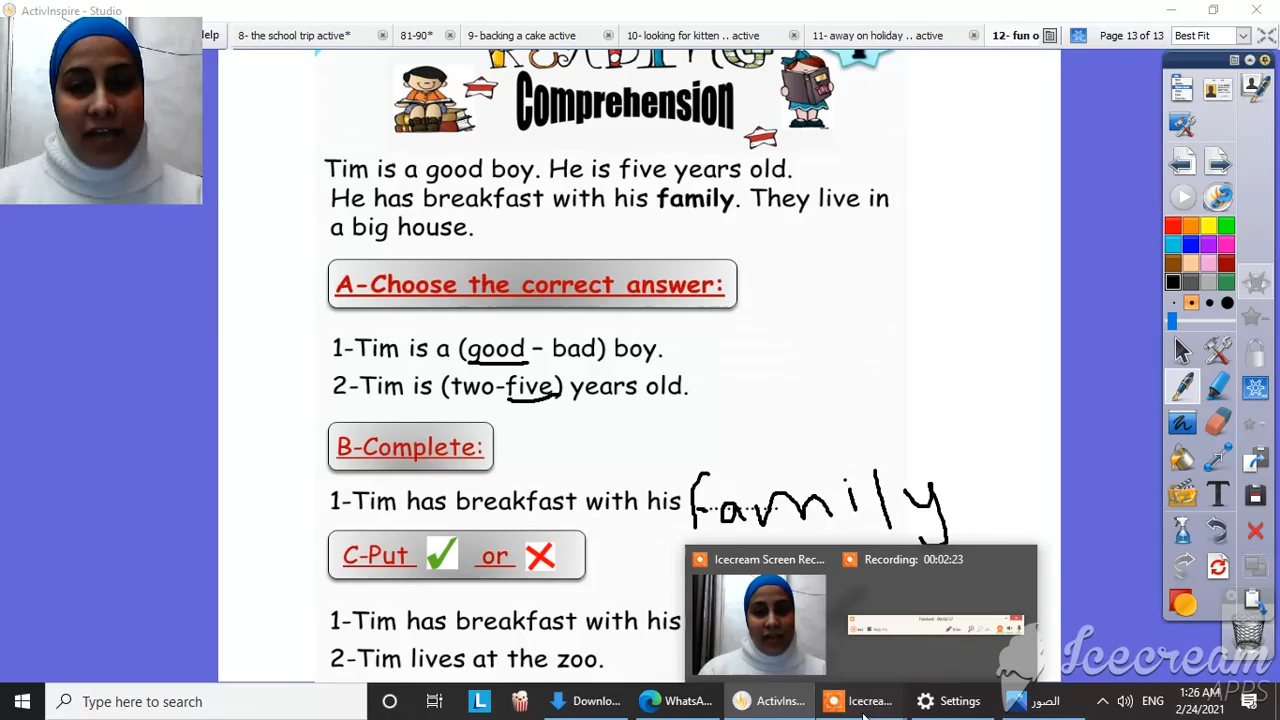 ActivInspire - Studio
Help
8- the school trip active*
81-90*
9-backing a cake active
10- looking for kitten .. active
11- away on holiday .. active
12- fun o
Page 13 of 13
Best Fit
READING
1
Comprehension
Tim is a good boy. He is five years old.
He has breakfast with his family. They live in
a big house.
A-Choose the correct answer:
1-Tim is a (good - bad) boy.
2-Tim is (two-five) years old.
B-Complete:
1-Tim has breakfast with his family
C-Put or
1-Tim has breakfast with his
2-Tim lives at the zoo.
Icecream Screen Rec...
Recording: 00:02:23
Icecream
APPS
Type here to search
Downlo...
WhatsA...
ActivIns...
Icecrea...
Settings
الصور
ENG
1:26 AM
2/24/2021